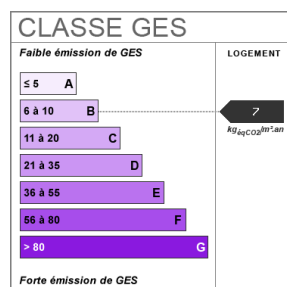 CLASSE GES
Faible émission de GES
LOGEMENT
≤ 5 A
6 à 10 B
7
kgéqCO2/m².an
11 à 20 C
21 à 35 D
36 à 55 E
56 à 80 F
> 80 G
Forte émission de GES